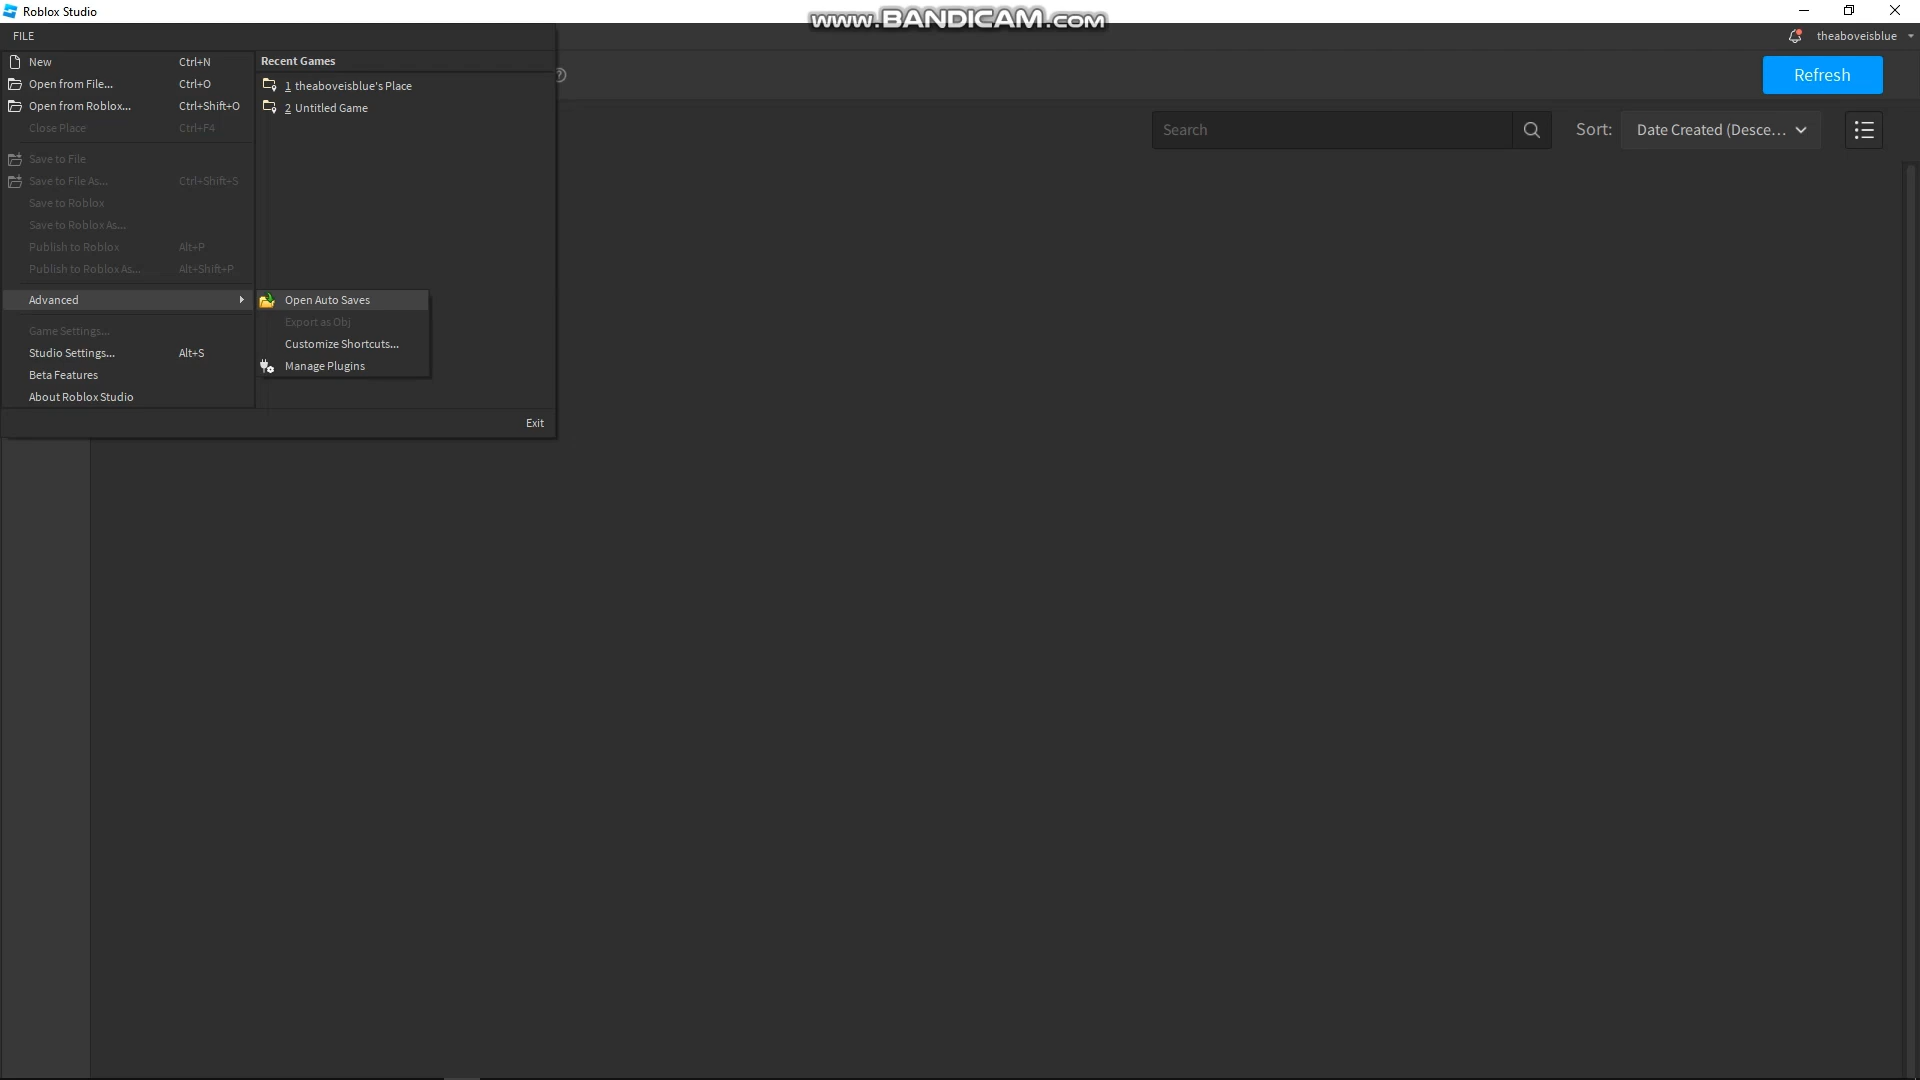 Roblox Studio
www.BANDICAM.com
FILE
theaboveisblue
New Ctrl+N
Open from File... Ctrl+O
Open from Roblox... Ctrl+Shift+O
Close Place Ctrl+F4
Save to File
Save to File As... Ctrl+Shift+S
Save to Roblox
Save to Roblox As...
Publish to Roblox Alt+P
Publish to Roblox As... Alt+Shift+P
Advanced
Game Settings...
Studio Settings... Alt+S
Beta Features
About Roblox Studio
Recent Games
1 theaboveisblue's Place
2 Untitled Game
Open Auto Saves
Export as Obj
Customize Shortcuts...
Manage Plugins
Exit
?
Refresh
Search
Sort: Date Created (Desce...